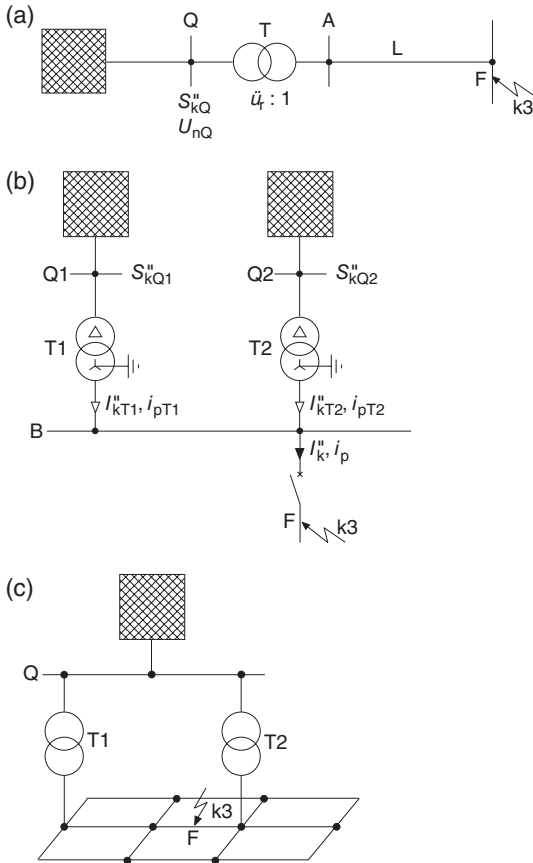 (a)
Q T A L
S"kQ
UnQ
ür : 1
F
k3
(b)
Q1 S"kQ1 Q2 S"kQ2
T1 T2
I"kT1, ipT1 I"kT2, ipT2
B
I"k, ip
F k3
(c)
Q
T1 T2
k3
F